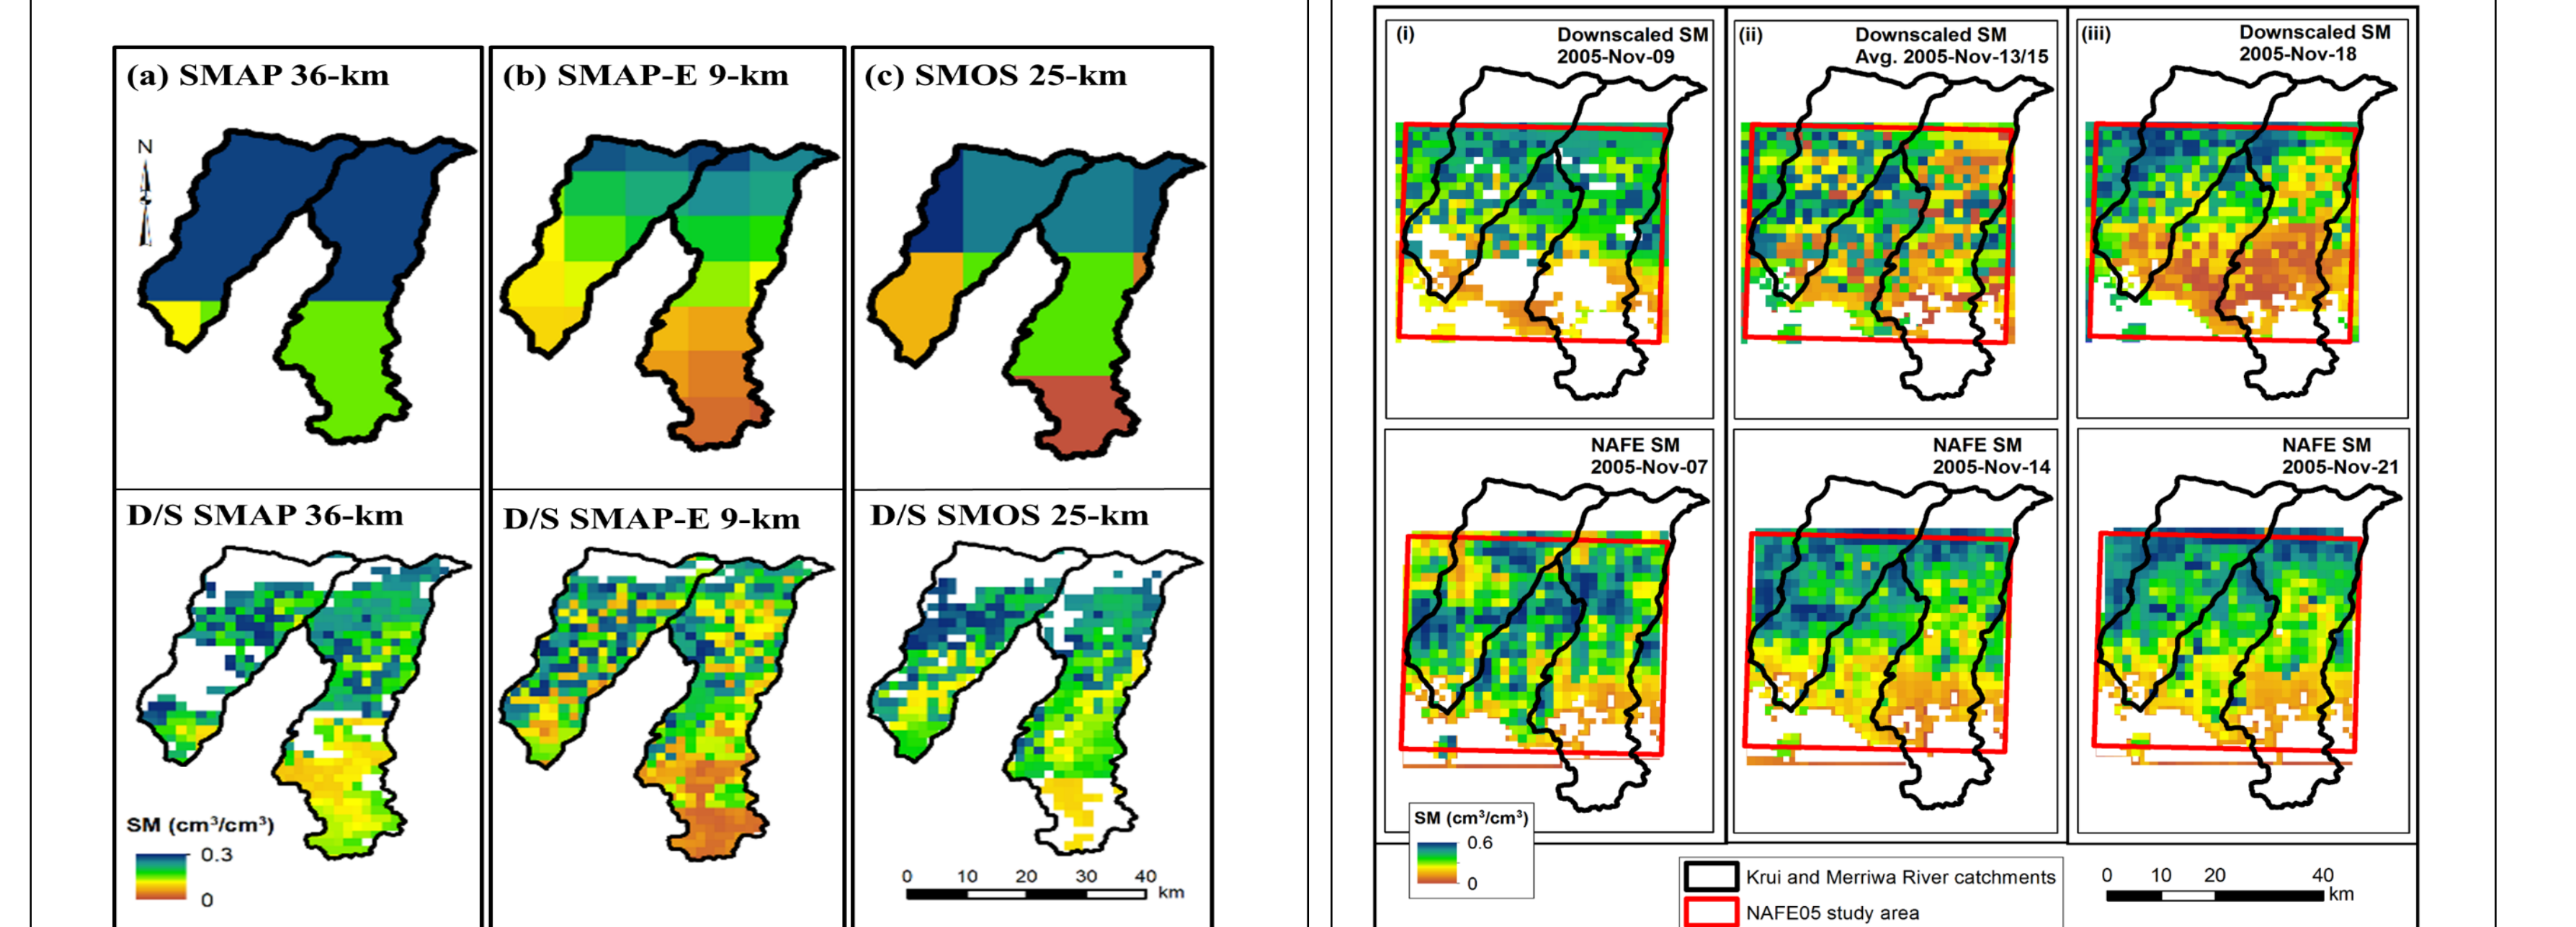 (a) SMAP 36-km
(b) SMAP-E 9-km
(c) SMOS 25-km
N
D/S SMAP 36-km
D/S SMAP-E 9-km
D/S SMOS 25-km
SM (cm³/cm³)
0.3
0
0 10 20 30 40
km
(i)
Downscaled SM
2005-Nov-09
(ii)
Downscaled SM
Avg. 2005-Nov-13/15
(iii)
Downscaled SM
2005-Nov-18
NAFE SM
2005-Nov-07
NAFE SM
2005-Nov-14
NAFE SM
2005-Nov-21
SM (cm³/cm³)
0.6
0
Krui and Merriwa River catchments
NAFE05 study area
0 10 20 40
km